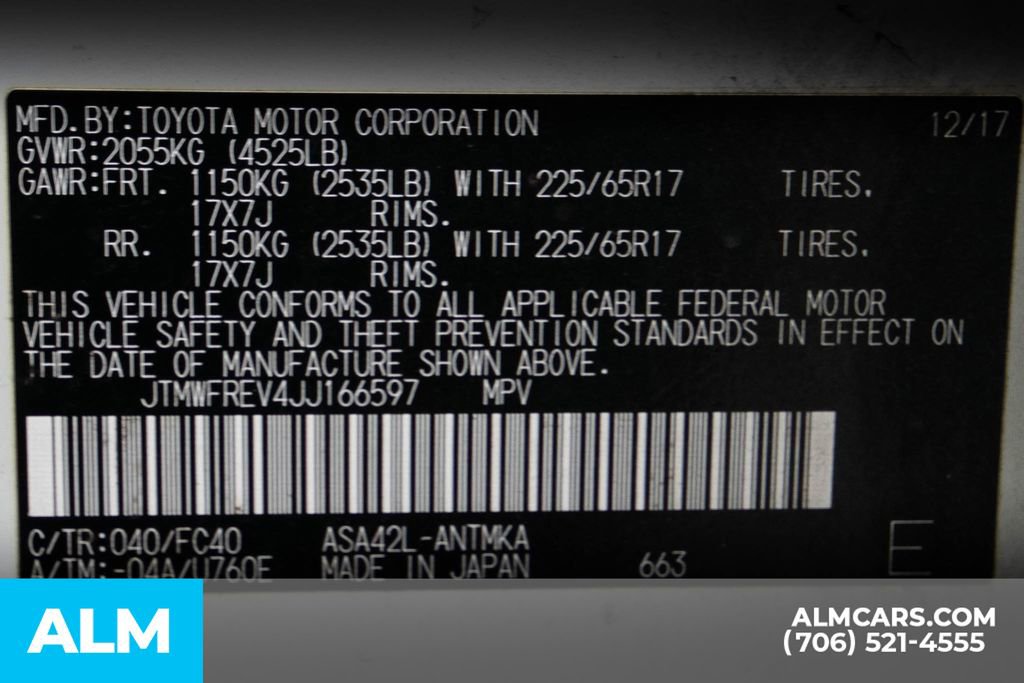 MFD.BY:TOYOTA MOTOR CORPORATION 12/17
GVWR:2055KG (4525LB)
GAWR:FRT. 1150KG (2535LB) WITH 225/65R17 TIRES.
17X7J RIMS.
RR. 1150KG (2535LB) WITH 225/65R17 TIRES.
17X7J RIMS.
THIS VEHICLE CONFORMS TO ALL APPLICABLE FEDERAL MOTOR
VEHICLE SAFETY AND THEFT PREVENTION STANDARDS IN EFFECT ON
THE DATE OF MANUFACTURE SHOWN ABOVE.
JTMWFREV4JJ166597 MPV
C/TR:040/FC40 ASA42L-ANTMKA E
A/TM:-04A/U760E MADE IN JAPAN 663
ALM
ALMCARS.COM
(706) 521-4555